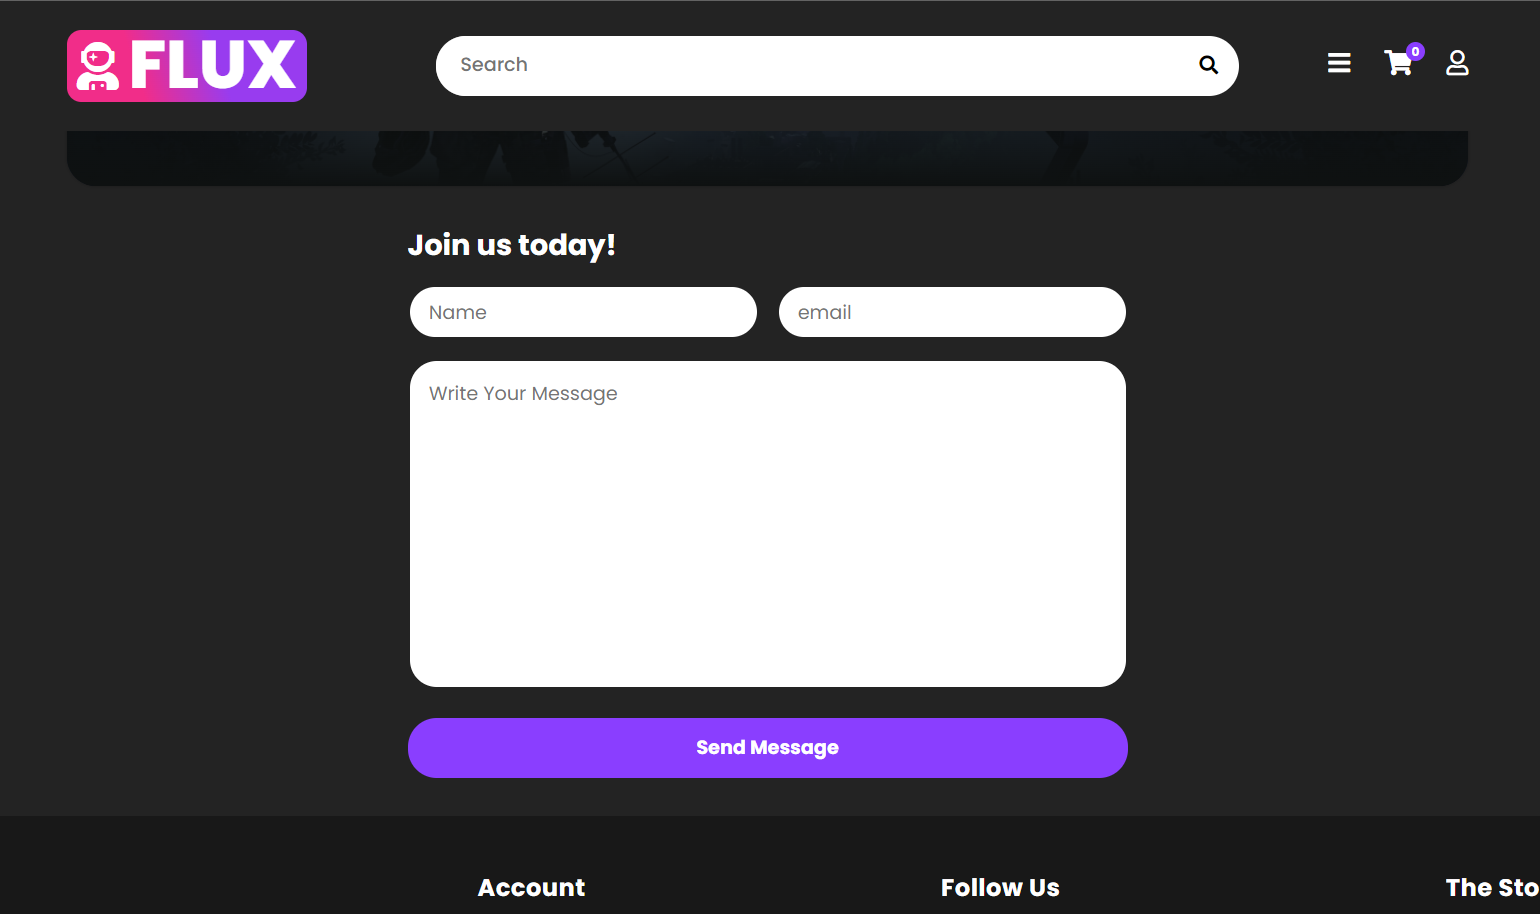 FLUX
Search
0
Join us today!
Name
email
Write Your Message
Send Message
Account
Follow Us
The Sto